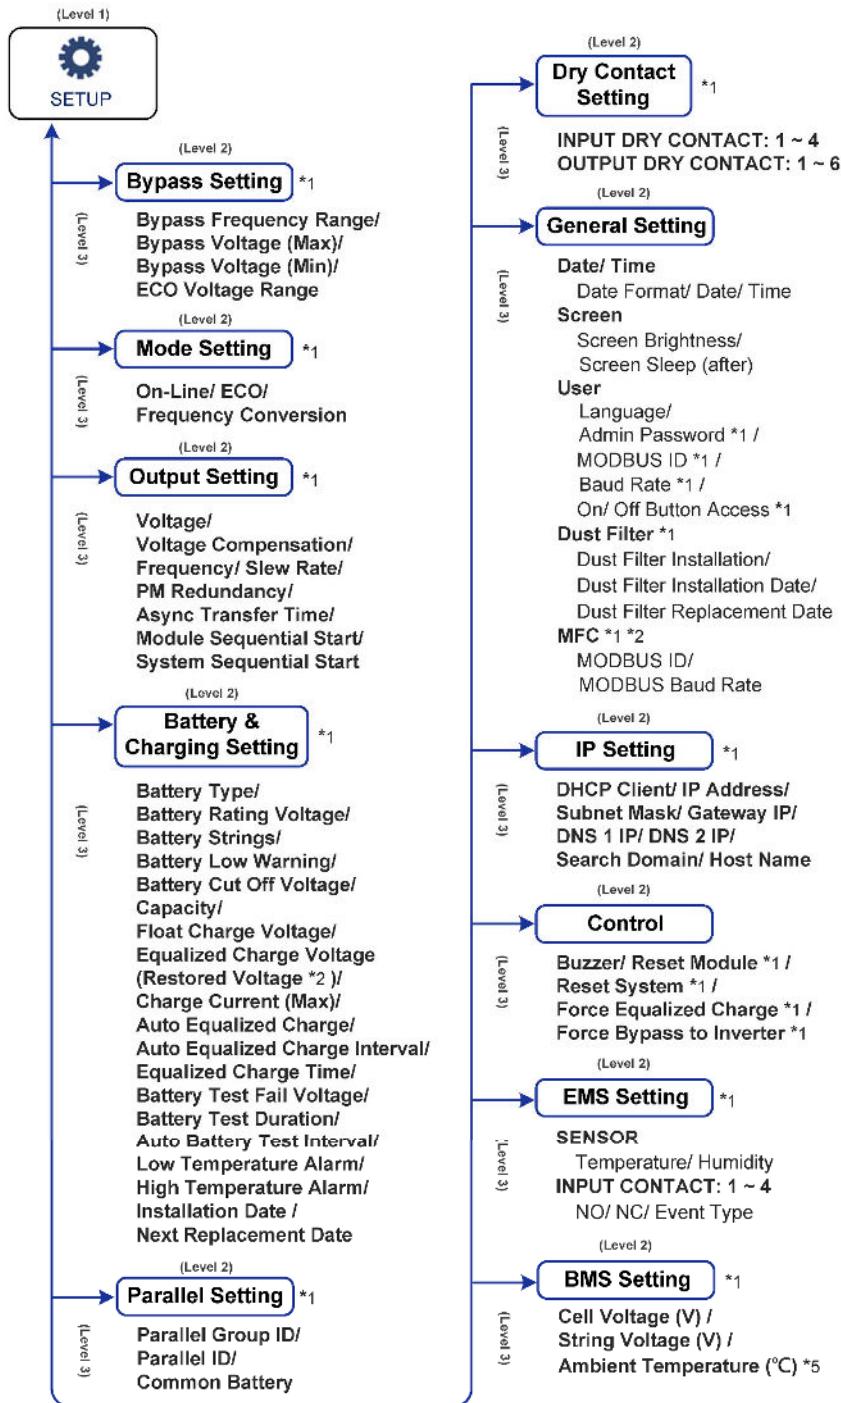 (Level 1)
SETUP
(Level 2)
Bypass Setting *1
(Level 3)
Bypass Frequency Range/
Bypass Voltage (Max)/
Bypass Voltage (Min)/
ECO Voltage Range
(Level 2)
Mode Setting *1
(Level 3)
On-Line/ ECO/
Frequency Conversion
(Level 2)
Output Setting *1
(Level 3)
Voltage/
Voltage Compensation/
Frequency/ Slew Rate/
PM Redundancy/
Async Transfer Time/
Module Sequential Start/
System Sequential Start
(Level 2)
Battery &
Charging Setting *1
(Level 3)
Battery Type/
Battery Rating Voltage/
Battery Strings/
Battery Low Warning/
Battery Cut Off Voltage/
Capacity/
Float Charge Voltage/
Equalized Charge Voltage
(Restored Voltage *2 )/
Charge Current (Max)/
Auto Equalized Charge/
Auto Equalized Charge Interval/
Equalized Charge Time/
Battery Test Fail Voltage/
Battery Test Duration/
Auto Battery Test Interval/
Low Temperature Alarm/
High Temperature Alarm/
Installation Date /
Next Replacement Date
(Level 2)
Parallel Setting *1
(Level 3)
Parallel Group ID/
Parallel ID/
Common Battery
(Level 2)
Dry Contact
Setting *1
(Level 3)
INPUT DRY CONTACT: 1 ~ 4
OUTPUT DRY CONTACT: 1 ~ 6
(Level 2)
General Setting
(Level 3)
Date/ Time
Date Format/ Date/ Time
Screen
Screen Brightness/
Screen Sleep (after)
User
Language/
Admin Password *1 /
MODBUS ID *1 /
Baud Rate *1 /
On/ Off Button Access *1
Dust Filter *1
Dust Filter Installation/
Dust Filter Installation Date/
Dust Filter Replacement Date
MFC *1 *2
MODBUS ID/
MODBUS Baud Rate
(Level 2)
IP Setting *1
(Level 3)
DHCP Client/ IP Address/
Subnet Mask/ Gateway IP/
DNS 1 IP/ DNS 2 IP/
Search Domain/ Host Name
(Level 2)
Control
(Level 3)
Buzzer/ Reset Module *1 /
Reset System *1 /
Force Equalized Charge *1 /
Force Bypass to Inverter *1
(Level 2)
EMS Setting *1
(Level 3)
SENSOR
Temperature/ Humidity
INPUT CONTACT: 1 ~ 4
NO/ NC/ Event Type
(Level 2)
BMS Setting *1
(Level 3)
Cell Voltage (V) /
String Voltage (V) /
Ambient Temperature (℃) *5